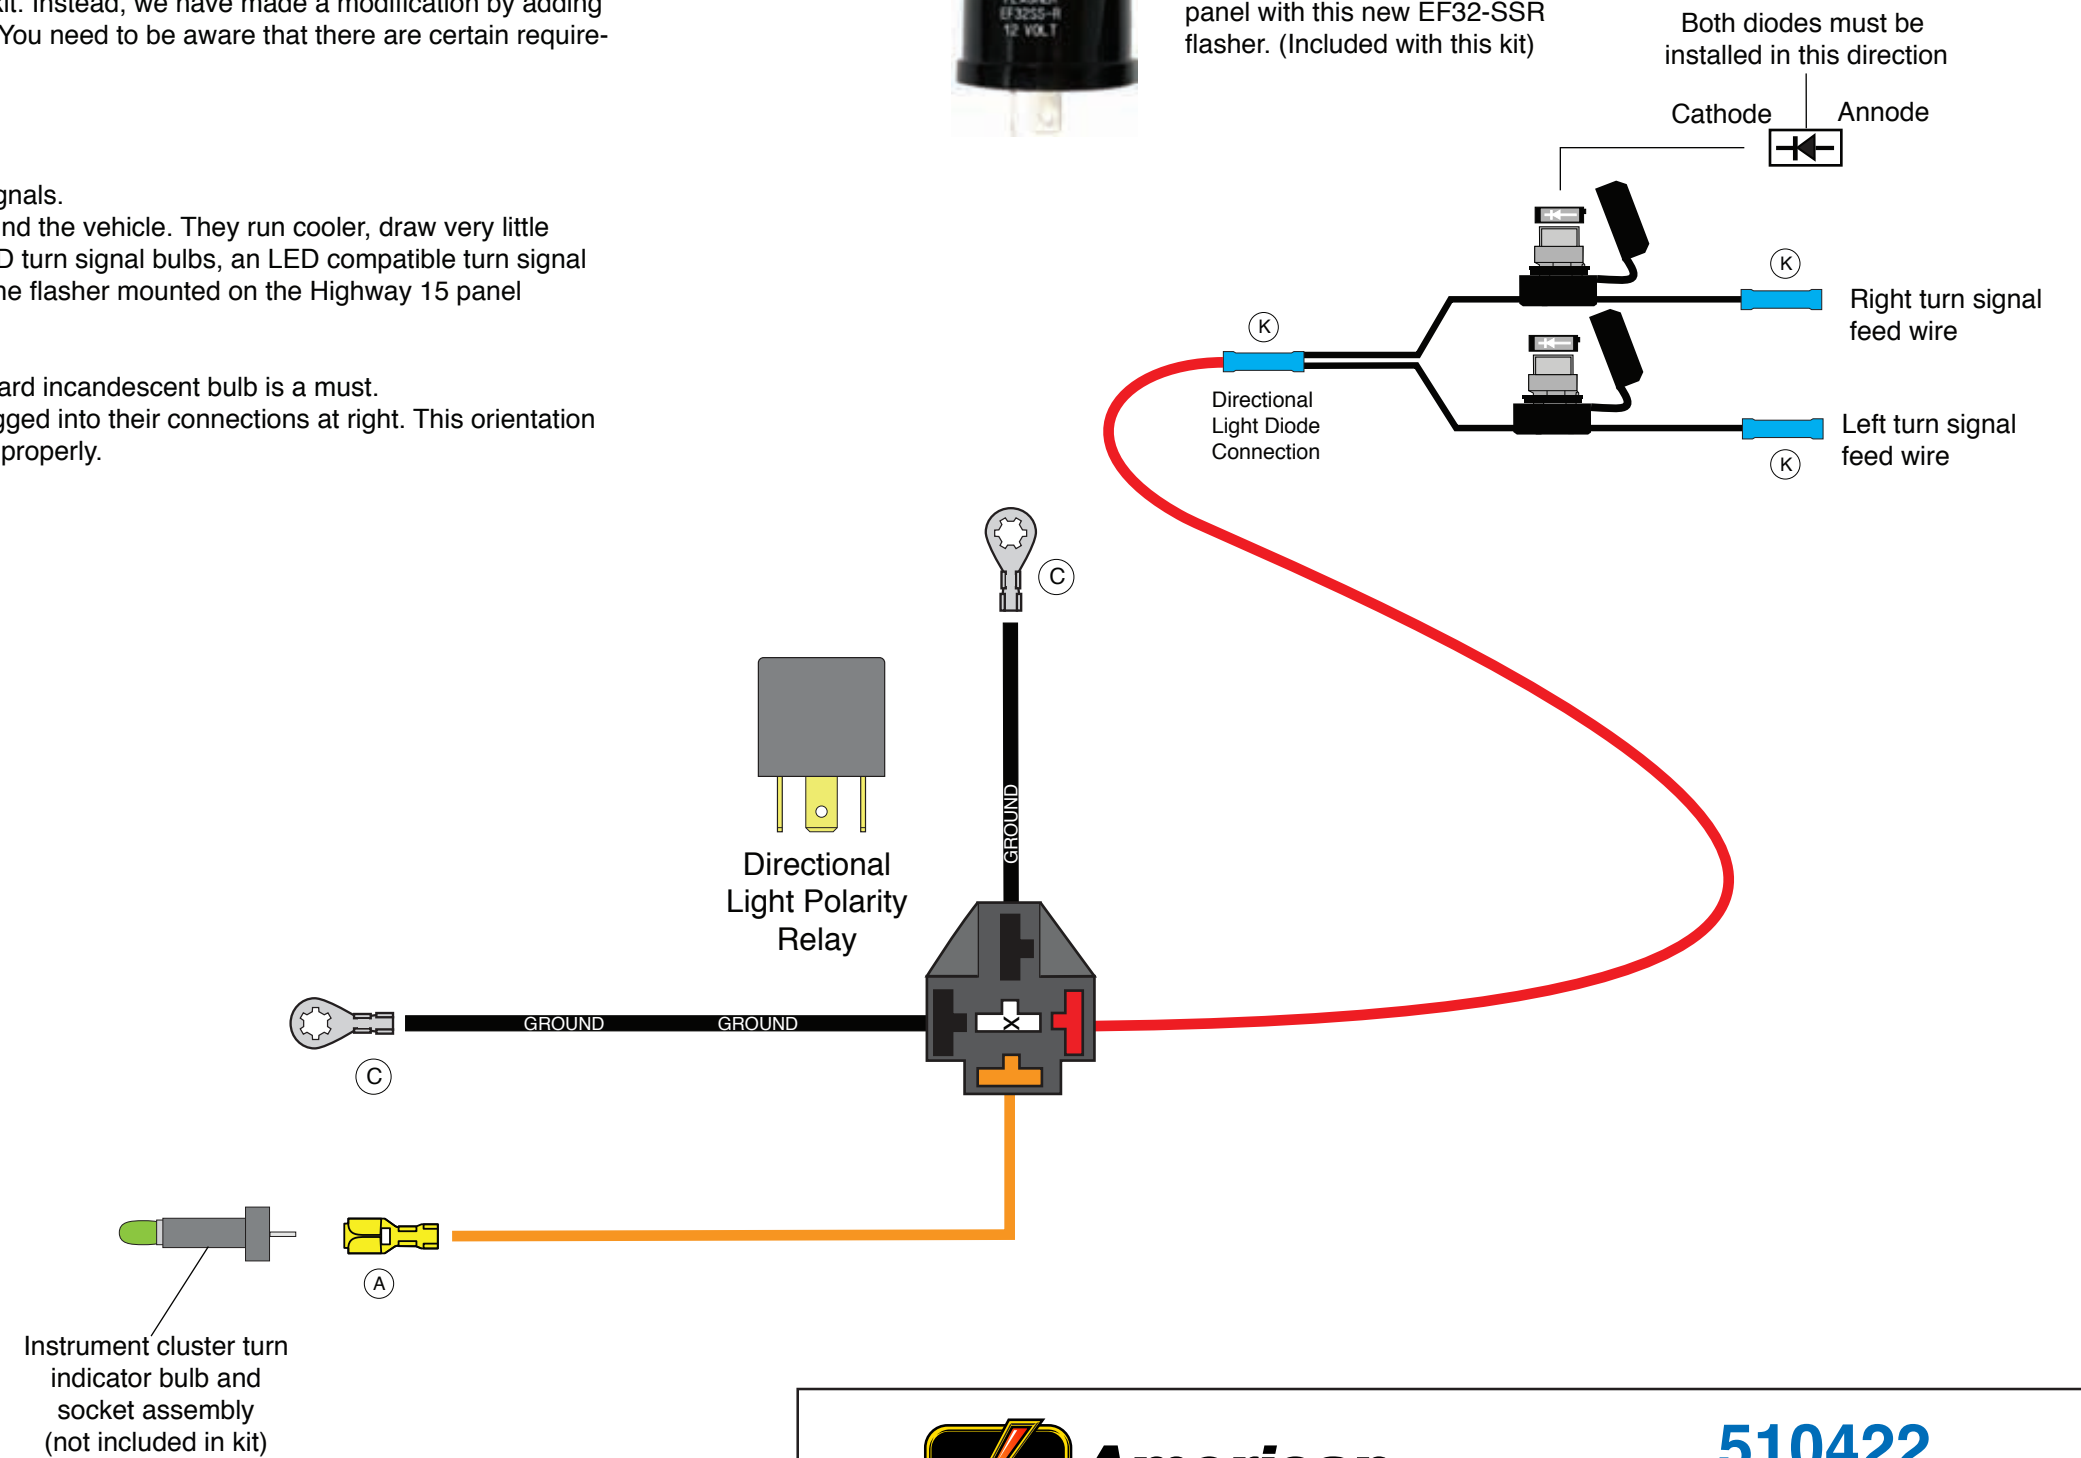 kit. Instead, we have made a modification by adding
You need to be aware that there are certain require-
gnals.
nd the vehicle. They run cooler, draw very little
D turn signal bulbs, an LED compatible turn signal
he flasher mounted on the Highway 15 panel
ard incandescent bulb is a must.
gged into their connections at right. This orientation
properly.
EF32SS-R
12 VOLT
panel with this new EF32-SSR
flasher. (Included with this kit)
Both diodes must be
installed in this direction
Cathode
Annode
K
Right turn signal
feed wire
K
Directional
Light Diode
Connection
Left turn signal
feed wire
K
C
GROUND
Directional
Light Polarity
Relay
GROUND GROUND
X
C
A
Instrument cluster turn
indicator bulb and
socket assembly
(not included in kit)
American
510422